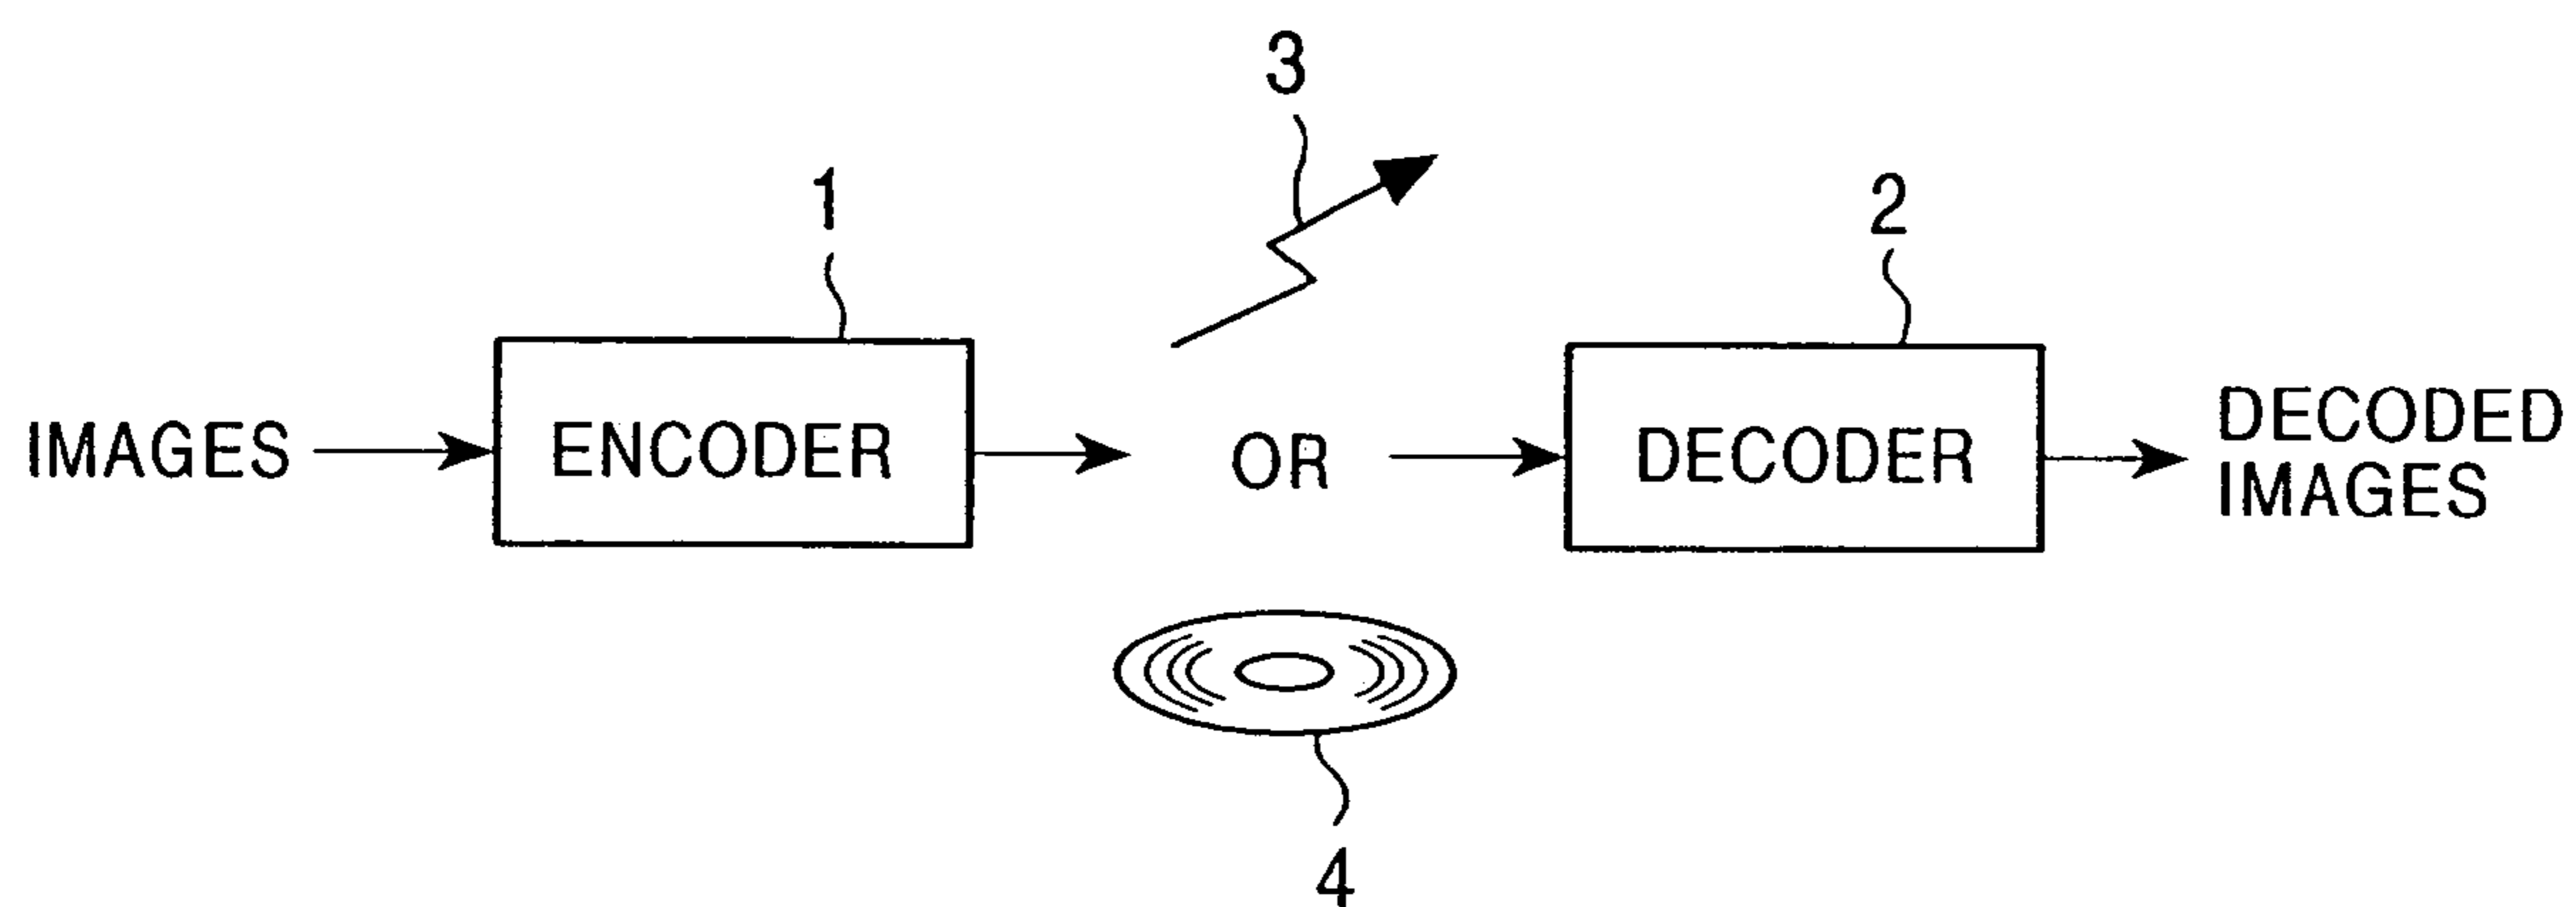 3
1
2
IMAGES
ENCODER
OR
DECODER
DECODED
IMAGES
4